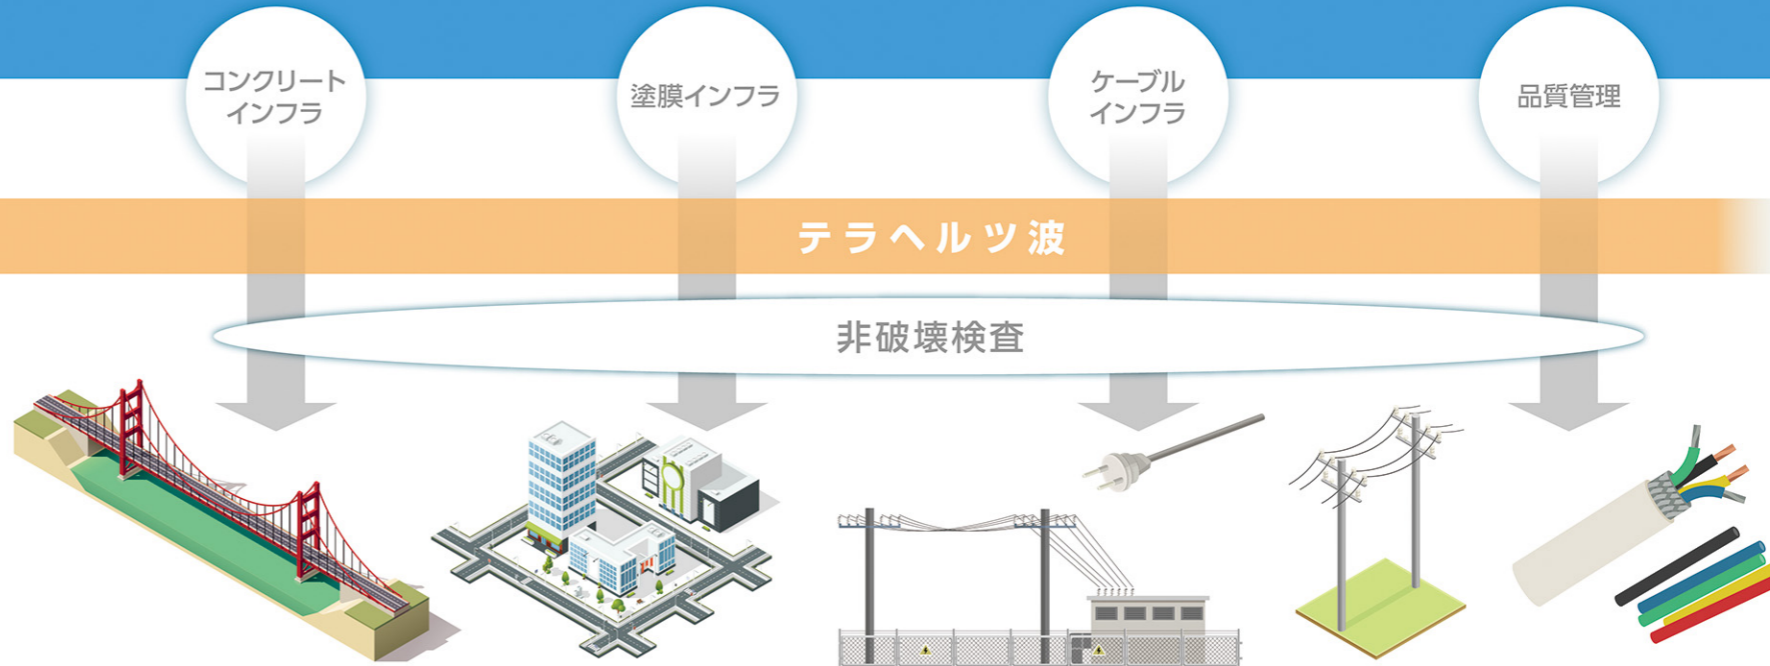 コンクリート
インフラ
塗膜インフラ
ケーブル
インフラ
品質管理
テラヘルツ波
非破壊検査